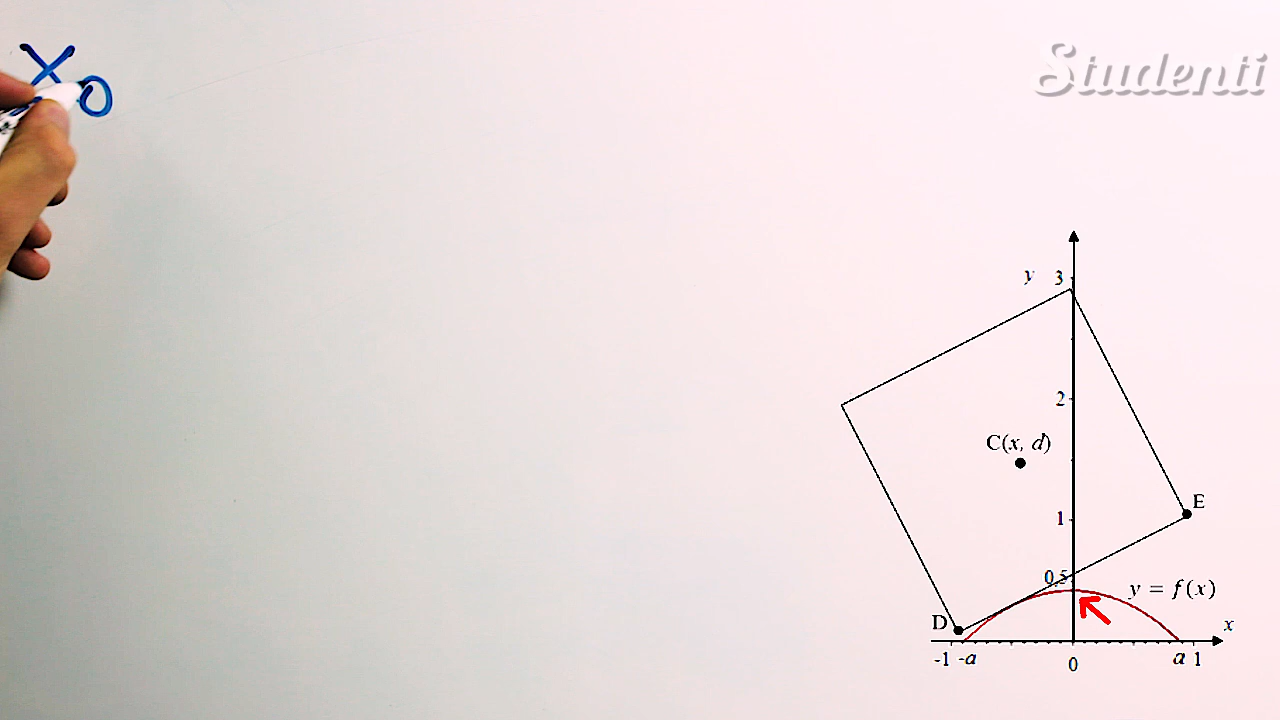 x0
Studenti
y
3
2
C(x, d)
E
1
0.5
y = f(x)
D
x
-1 -a
0
a 1